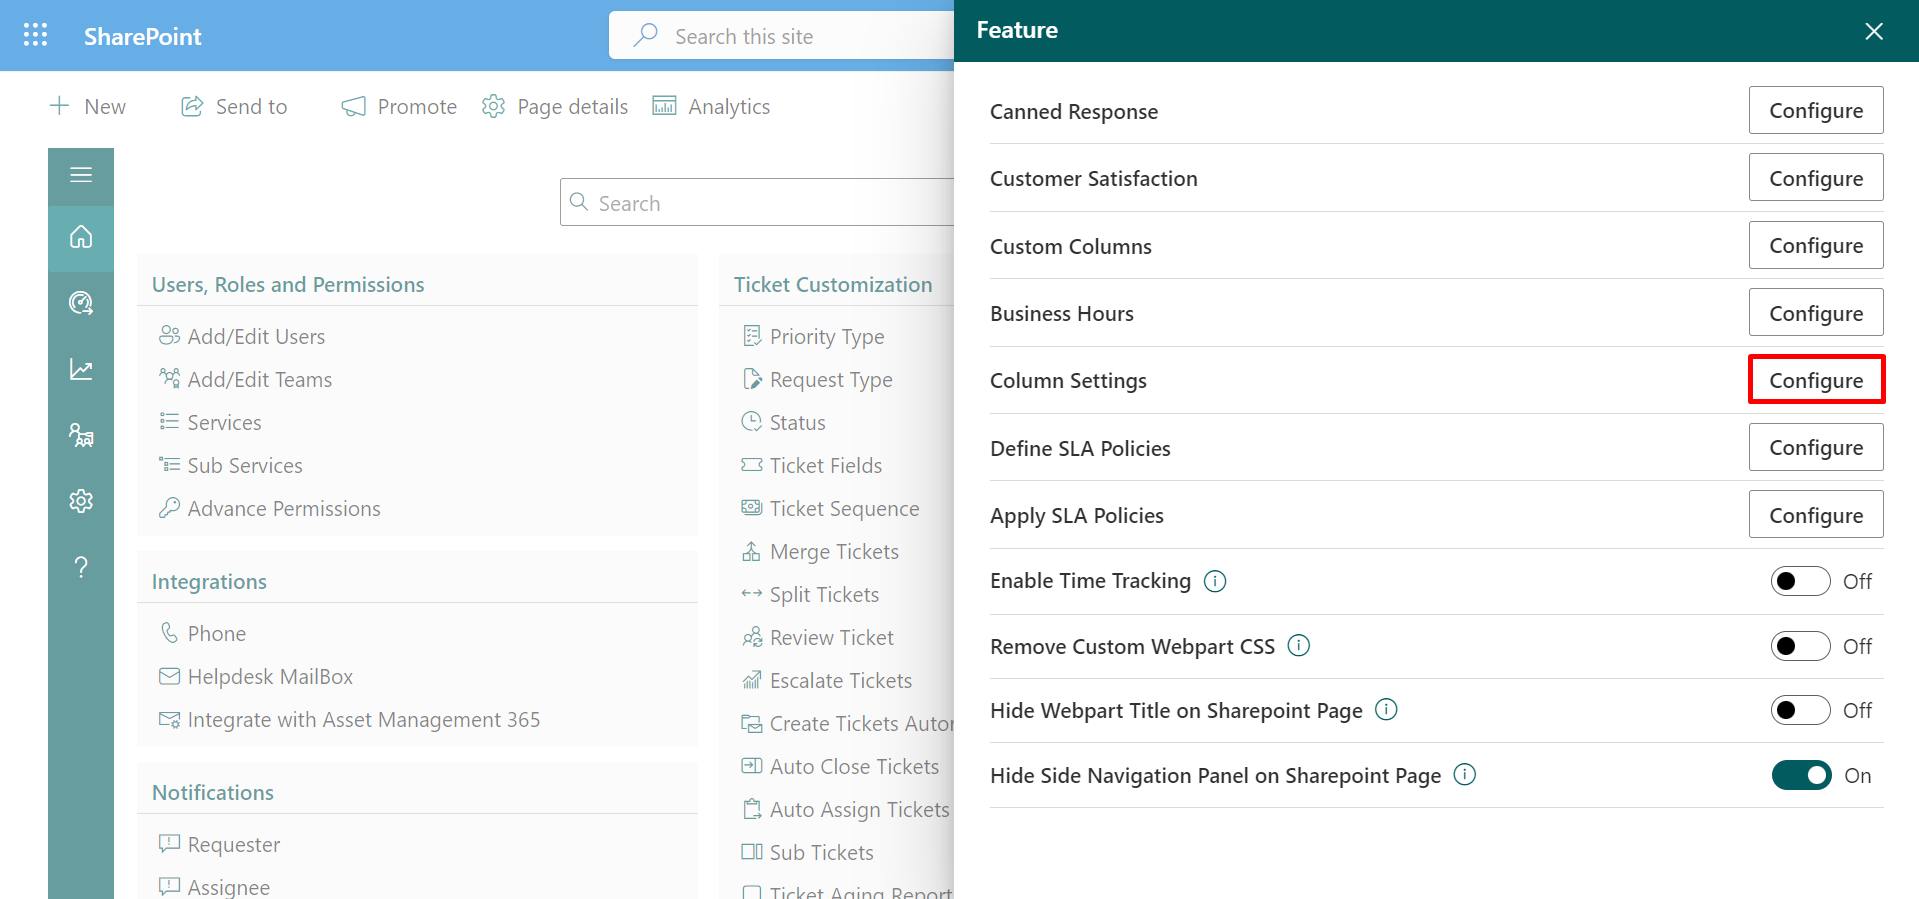 SharePoint
Search this site
New
Send to
Promote
Page details
Analytics
Search
Users, Roles and Permissions
Add/Edit Users
Add/Edit Teams
Services
Sub Services
Advance Permissions
Integrations
Phone
Helpdesk MailBox
Integrate with Asset Management 365
Notifications
Requester
Assignee
Ticket Customization
Priority Type
Request Type
Status
Ticket Fields
Ticket Sequence
Merge Tickets
Split Tickets
Review Ticket
Escalate Tickets
Create Tickets Autor
Auto Close Tickets
Auto Assign Tickets
Sub Tickets
Ticket Aging Report
Feature
Canned Response Configure
Customer Satisfaction Configure
Custom Columns Configure
Business Hours Configure
Column Settings Configure
Define SLA Policies Configure
Apply SLA Policies Configure
Enable Time Tracking Off
Remove Custom Webpart CSS Off
Hide Webpart Title on Sharepoint Page Off
Hide Side Navigation Panel on Sharepoint Page On